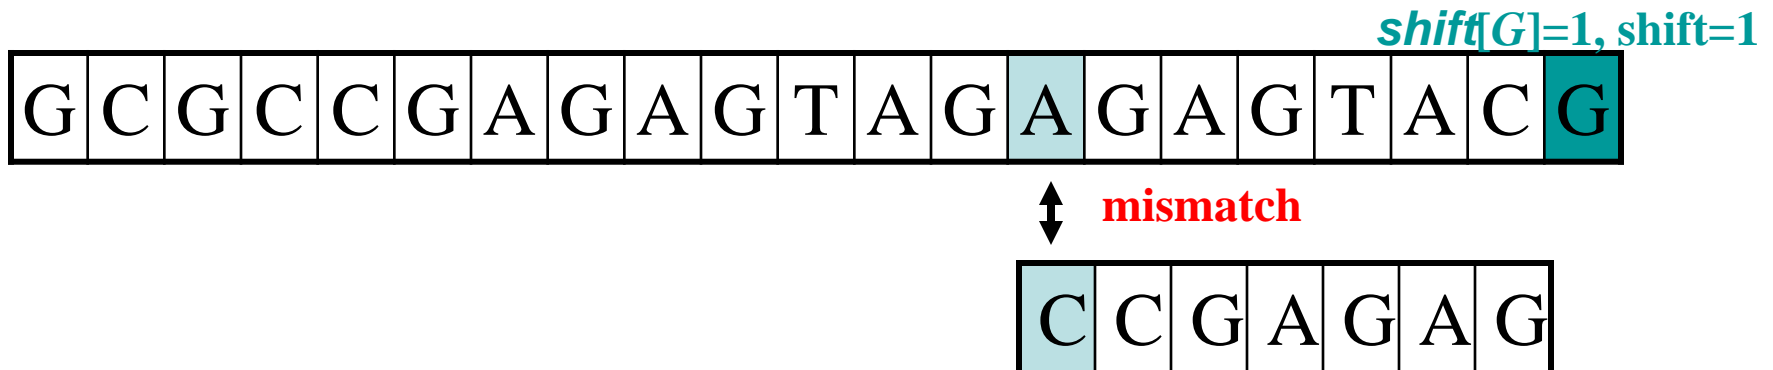 shift[G]=1, shift=1
G C G C C G A G A G T A G A G A G T A C G
mismatch
C C G A G A G